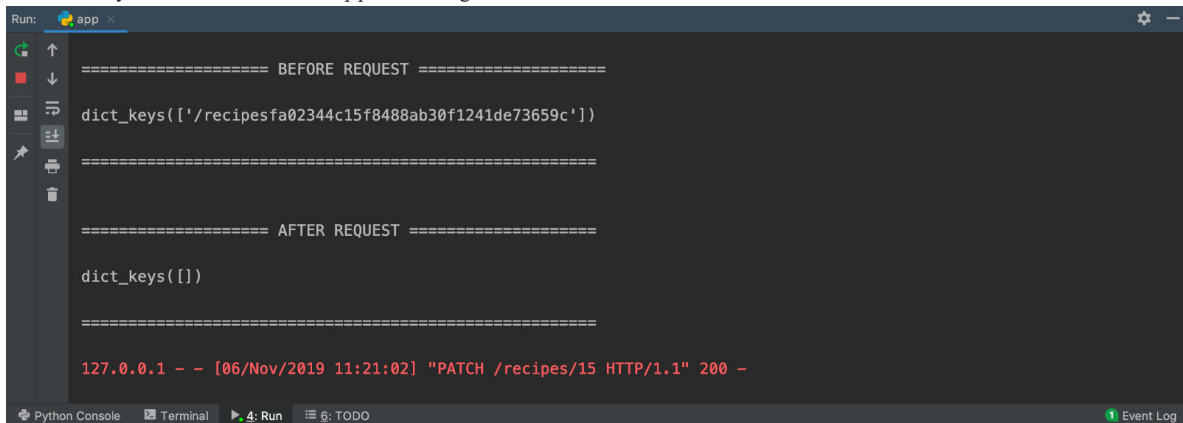 Run:
app
==================== BEFORE REQUEST ====================
dict_keys(['/recipesfa02344c15f8488ab30f1241de73659c'])
=======================================================
==================== AFTER REQUEST ====================
dict_keys([])
=======================================================
127.0.0.1 - - [06/Nov/2019 11:21:02] "PATCH /recipes/15 HTTP/1.1" 200 -
Python Console Terminal 4: Run 6: TODO 1 Event Log